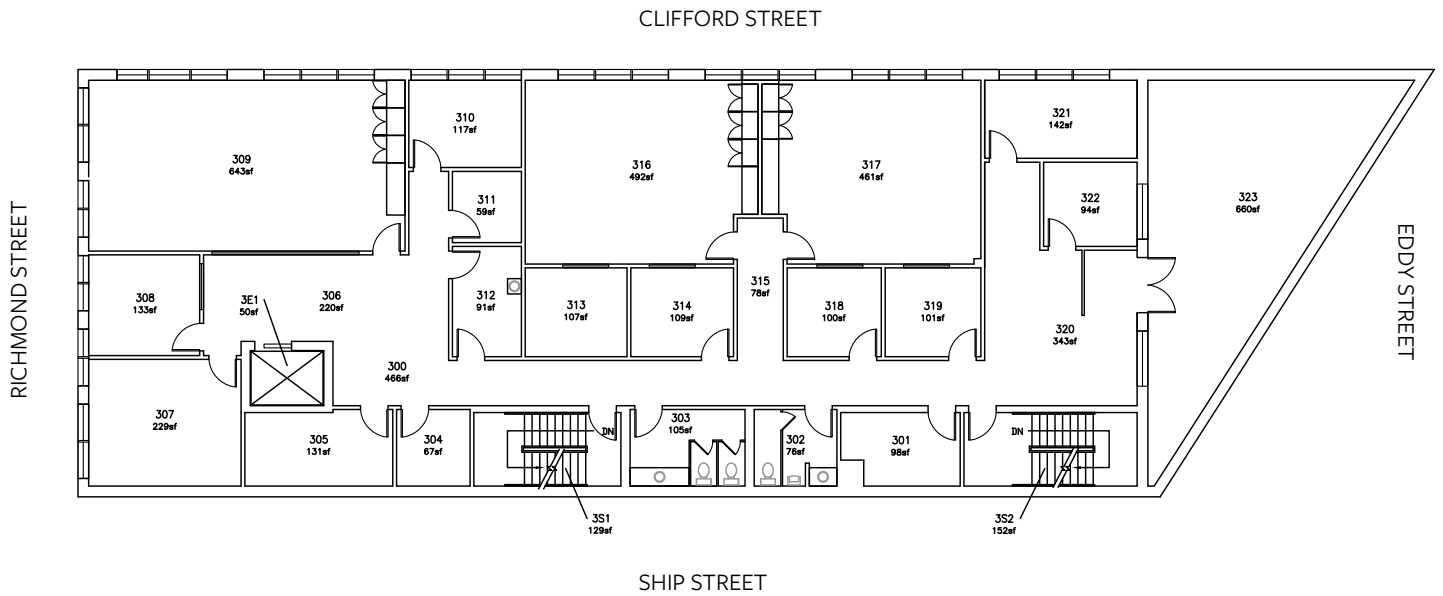 CLIFFORD STREET
RICHMOND STREET
EDDY STREET
309
643sf
310
117sf
316
492sf
317
461sf
321
142sf
311
59sf
322
94sf
323
660sf
308
133sf
3E1
50sf
306
220sf
312
91sf
313
107sf
314
109sf
315
78sf
318
100sf
319
101sf
320
343sf
300
466sf
307
229sf
305
131sf
304
67sf
DN
303
105sf
302
76sf
301
98sf
DN
3S1
129sf
3S2
152sf
SHIP STREET